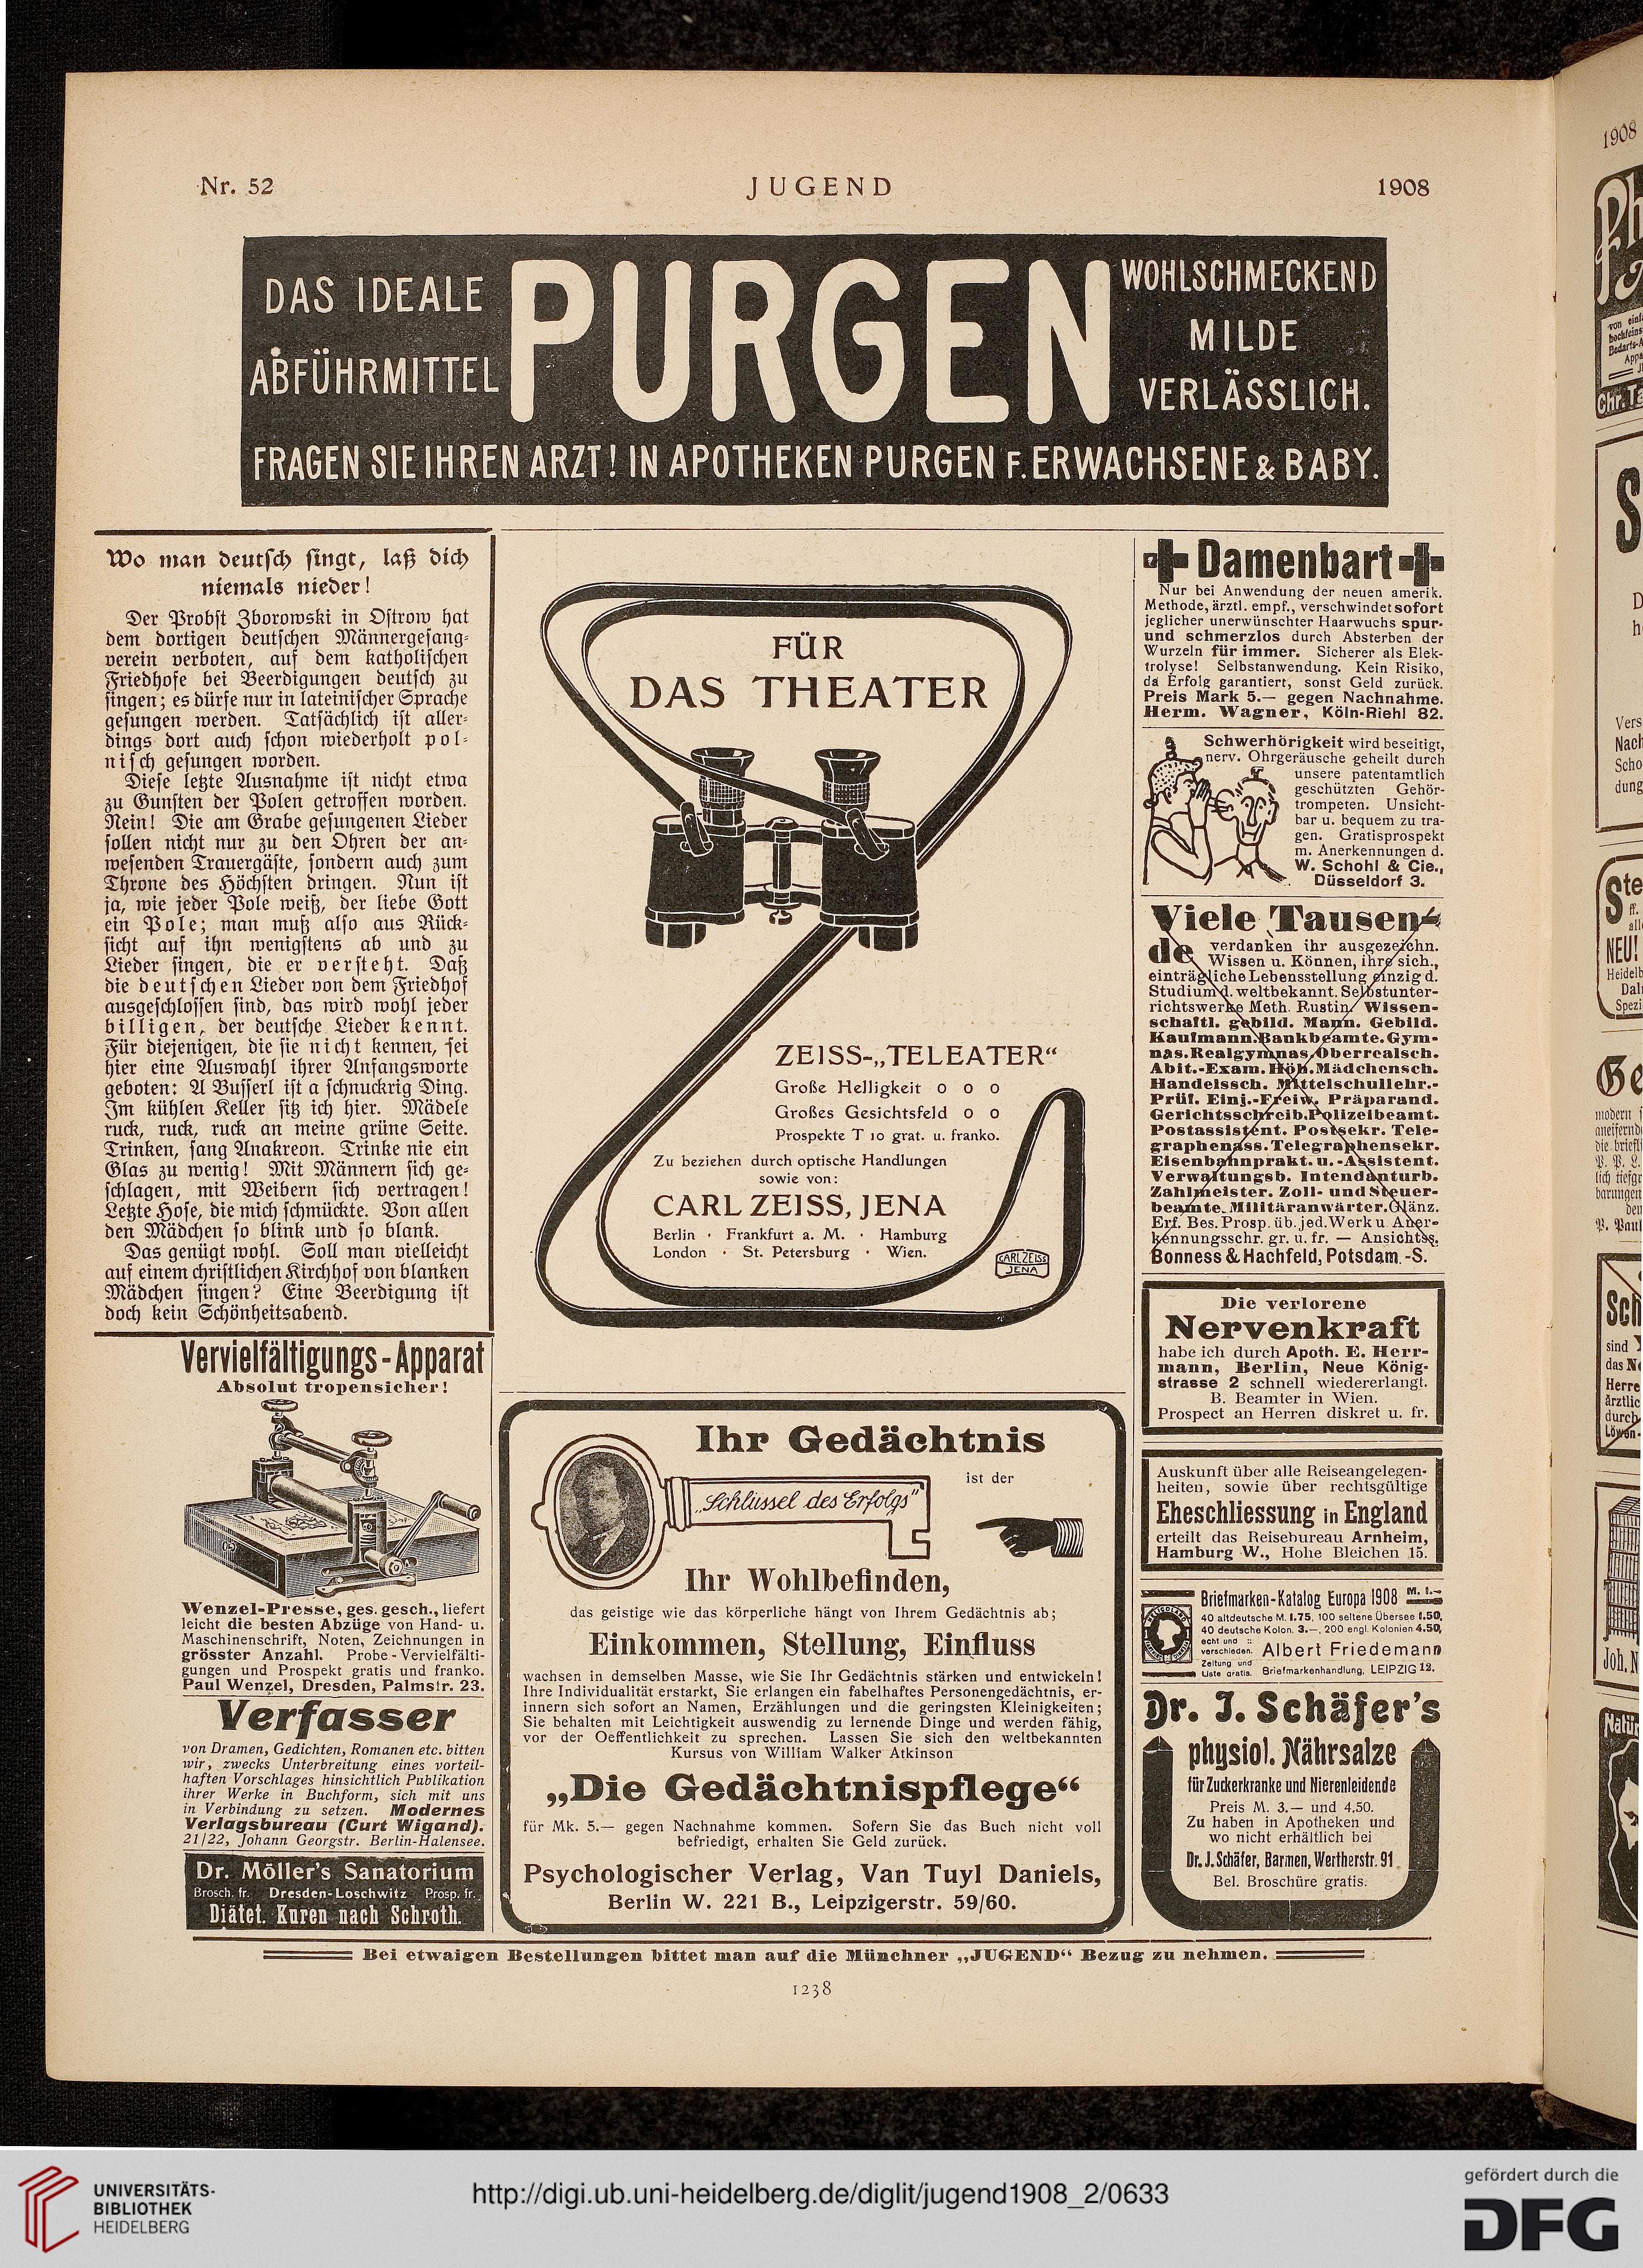 Nr. 52
JUGEND
1908
DAS IDEALE
ABFÜHRMITTEL
PURGEN
WOHLSCHMECKEND
MILDE
VERLÄSSLICH.
FRAGEN SIE IHREN ARZT! IN APOTHEKEN PURGEN F. ERWACHSENE & BABY.
Wo man deutſch ſingt, laß dich
niemals nieder!
Der Probſt Zborowski in Oſtrow hat
dem dortigen deutſchen Männergeſang-
verein verboten, auf dem katholiſchen
Friedhofe bei Beerdigungen deutſch zu
ſingen; es dürfe nur in lateiniſcher Sprache
geſungen werden. Tatſächlich iſt aller-
dings dort auch ſchon wiederholt pol-
niſch geſungen worden.
Dieſe letzte Ausnahme iſt nicht etwa
zu Gunſten der Polen getroffen worden.
Nein! Die am Grabe geſungenen Lieder
ſollen nicht nur zu den Ohren der an-
weſenden Trauergäſte, ſondern auch zum
Throne des Höchſten dringen. Nun iſt
ja, wie jeder Pole weiß, der liebe Gott
ein Pole; man muß alſo aus Rück-
ſicht auf ihn wenigſtens ab und zu
Lieder ſingen, die er verſteht. Daß
die deutſchen Lieder von dem Friedhof
ausgeſchloſſen ſind, das wird wohl jeder
billigen, der deutſche Lieder kennt.
Für diejenigen, die ſie nicht kennen, ſei
hier eine Auswahl ihrer Anfangsworte
geboten: A Buſſerl iſt a ſchnuckrig Ding.
Im kühlen Keller ſitz ich hier. Mädele
ruck, ruck, ruck an meine grüne Seite.
Trinken, ſang Anakreon. Trinke nie ein
Glas zu wenig! Mit Männern ſich ge-
ſchlagen, mit Weibern ſich vertragen!
Letzte Hoſe, die mich ſchmückte. Von allen
den Mädchen ſo blink und ſo blank.
Das genügt wohl. Soll man vielleicht
auf einem chriſtlichen Kirchhof von blanken
Mädchen ſingen? Eine Beerdigung iſt
doch kein Schönheitsabend.
Vervielfältigungs-Apparat
Absolut tropensicher!
Wenzel-Presse, ges. gesch., liefert
leicht die besten Abzüge von Hand- u.
Maschinenschrift, Noten, Zeichnungen in
grösster Anzahl. Probe-Vervielfälti-
gungen und Prospekt gratis und franko.
Paul Wenzel, Dresden, Palmstr. 23.
Verfasser
von Dramen, Gedichten, Romanen etc. bitten
wir, zwecks Unterbreitung eines vorteil-
haften Vorschlages hinsichtlich Publikation
ihrer Werke in Buchform, sich mit uns
in Verbindung zu setzen. Modernes
Verlagsbureau (Curt Wigand).
21/22, Johann Georgstr. Berlin-Halensee.
Dr. Möller's Sanatorium
Brosch. fr. Dresden-Loschwitz Prosp. fr.
Diätet. Kuren nach Schroth.
FÜR
DAS THEATER
ZEISS-„TELEATER“
Große Helligkeit o o o
Großes Gesichtsfeld o o
Prospekte T 10 grat. u. franko.
Zu beziehen durch optische Handlungen
sowie von:
CARL ZEISS, JENA
Berlin · Frankfurt a. M. · Hamburg
London · St. Petersburg · Wien.
CARL ZEISS
JENA
Ihr Gedächtnis
ist der
„Schlüssel des Erfolgs“
Ihr Wohlbefinden,
das geistige wie das körperliche hängt von Ihrem Gedächtnis ab;
Einkommen, Stellung, Einfluss
wachsen in demselben Masse, wie Sie Ihr Gedächtnis stärken und entwickeln!
Ihre Individualität erstarkt, Sie erlangen ein fabelhaftes Personengedächtnis, er-
innern sich sofort an Namen, Erzählungen und die geringsten Kleinigkeiten;
Sie behalten mit Leichtigkeit auswendig zu lernende Dinge und werden fähig,
vor der Oeffentlichkeit zu sprechen. Lassen Sie sich den weltbekannten
Kursus von William Walker Atkinson
„Die Gedächtnispflege“
für Mk. 5.— gegen Nachnahme kommen. Sofern Sie das Buch nicht voll
befriedigt, erhalten Sie Geld zurück.
Psychologischer Verlag, Van Tuyl Daniels,
Berlin W. 221 B., Leipzigerstr. 59/60.
Damenbart
Nur bei Anwendung der neuen amerik.
Methode, ärztl. empf., verschwindet sofort
jeglicher unerwünschter Haarwuchs spur-
und schmerzlos durch Absterben der
Wurzeln für immer. Sicherer als Elek-
trolyse! Selbstanwendung. Kein Risiko,
da Erfolg garantiert, sonst Geld zurück.
Preis Mark 5.— gegen Nachnahme.
Herm. Wagner, Köln-Riehl 82.
Schwerhörigkeit wird beseitigt,
nerv. Ohrgeräusche geheilt durch
unsere patentamtlich
geschützten Gehör-
trompeten. Unsicht-
bar u. bequem zu tra-
gen. Gratisprospekt
m. Anerkennungen d.
W. Schohl & Cie.,
Düsseldorf 3.
Viele Tausen-
de verdanken ihr ausgezeichn.
Wissen u. Können, ihre sich.,
einträgliche Lebensstellung einzig d.
Studium d. weltbekannt. Selbstunter-
richtswerke Meth. Rustin. Wissen-
schaftl. gebild. Mann. Gebild.
Kaufmann. Bankbeamte. Gym-
nas. Realgymnas. Oberrealsch.
Abit.-Exam. Höh. Mädchensch.
Handelssch. Mittelschullehr.-
Prüf. Einj.-Freiw. Präparand.
Gerichtsschreib. Polizeibeamt.
Postassistent. Postsekr. Tele-
graphenass. Telegraphensekr.
Eisenbahnprakt. u. -Assistent.
Verwaltungsb. Intendanturb.
Zahlmeister. Zoll- und Steuer-
beamte. Militäranwärter. Glänz.
Erf. Bes. Prosp. üb. jed. Werk u. Aner-
kennungsschr. gr. u. fr. — Ansichtss.
Bonness & Hachfeld, Potsdam -S.
Die verlorene
Nervenkraft
habe ich durch Apoth. E. Herr-
mann, Berlin, Neue König-
strasse 2 schnell wiedererlangt.
B. Beamter in Wien.
Prospect an Herren diskret u. fr.
Auskunft über alle Reiseangelegen-
heiten, sowie über rechtsgültige
Eheschliessung in England
erteilt das Reisebureau Arnheim,
Hamburg W., Hohe Bleichen 15.
Briefmarken-Katalog Europa 1908 M. 1.-
40 altdeutsche M. 1.75, 100 seltene Übersee 1.50,
40 deutsche Kolon. 3.—, 200 engl. Kolonien 4.50,
echt und
verschieden. Albert Friedemann
Zeitung und
Liste gratis. Briefmarkenhandlung, LEIPZIG 12.
Dr. J. Schäfer's
physiol. Nährsalze
für Zuckerkranke und Nierenleidende
Preis M. 3.— und 4.50.
Zu haben in Apotheken und
wo nicht erhältlich bei
Dr. J. Schäfer, Barmen, Wertherstr. 91.
Bel. Broschüre gratis.
Bei etwaigen Bestellungen bittet man auf die Münchner „JUGEND“ Bezug zu nehmen.
1238
1908
UNIVERSITÄTS-
BIBLIOTHEK
HEIDELBERG
http://digi.ub.uni-heidelberg.de/diglit/jugend1908_2/0633
gefördert durch die
DFG